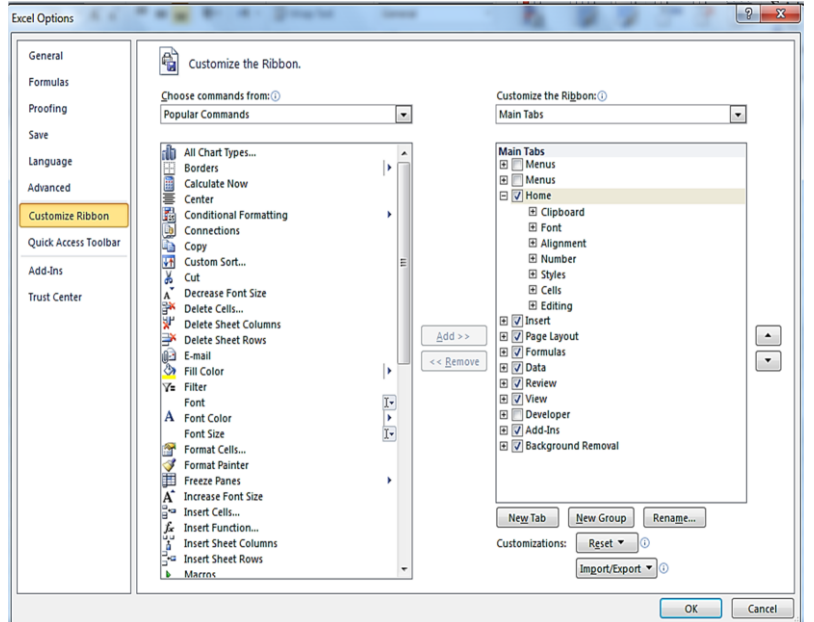 Excel Options
General
Formulas
Proofing
Save
Language
Advanced
Customize Ribbon
Quick Access Toolbar
Add-Ins
Trust Center
Customize the Ribbon.
Choose commands from:
Popular Commands
All Chart Types...
Borders
Calculate Now
Center
Conditional Formatting
Connections
Copy
Custom Sort...
Cut
Decrease Font Size
Delete Cells...
Delete Sheet Columns
Delete Sheet Rows
E-mail
Fill Color
Filter
Font
Font Color
Font Size
Format Cells...
Format Painter
Freeze Panes
Increase Font Size
Insert Cells...
Insert Function...
Insert Sheet Columns
Insert Sheet Rows
Macros
Add >>
<< Remove
Customize the Ribbon:
Main Tabs
Main Tabs
Menus
Menus
Home
Clipboard
Font
Alignment
Number
Styles
Cells
Editing
Insert
Page Layout
Formulas
Data
Review
View
Developer
Add-Ins
Background Removal
New Tab
New Group
Rename...
Customizations:
Reset
Import/Export
OK
Cancel